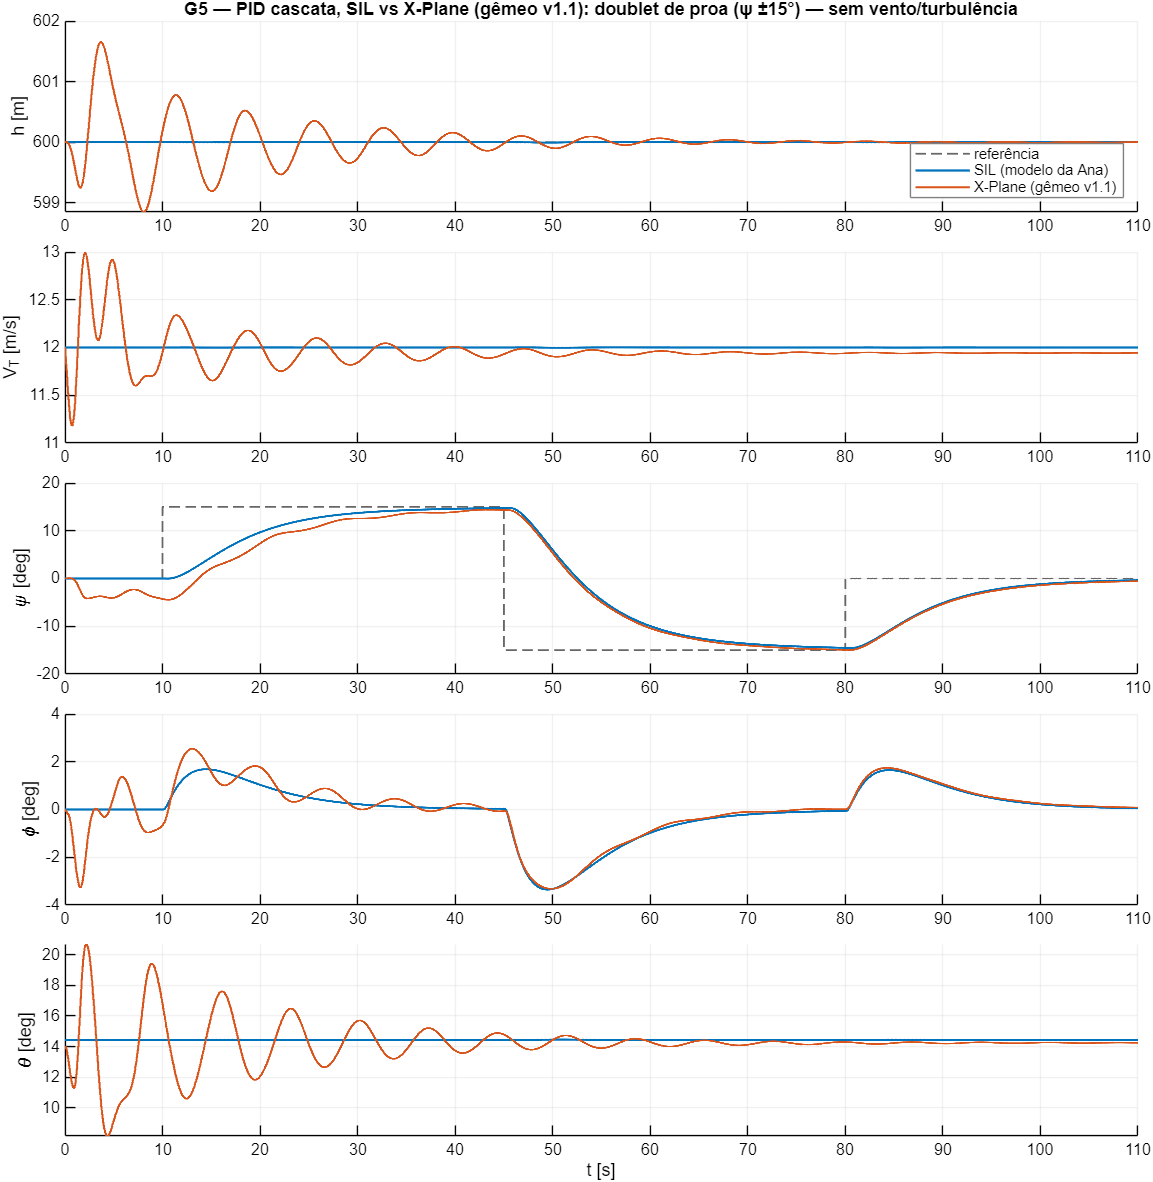 G5 — PID cascata, SIL vs X-Plane (gêmeo v1.1): doublet de proa (ψ ±15°) — sem vento/turbulência
602
601
600
599
h [m]
referência
SIL (modelo da Ana)
X-Plane (gêmeo v1.1)
0 10 20 30 40 50 60 70 80 90 100 110
13
12.5
12
11.5
11
V_T [m/s]
0 10 20 30 40 50 60 70 80 90 100 110
20
10
0
-10
-20
ψ [deg]
0 10 20 30 40 50 60 70 80 90 100 110
4
2
0
-2
-4
ϕ [deg]
0 10 20 30 40 50 60 70 80 90 100 110
20
18
16
14
12
10
θ [deg]
0 10 20 30 40 50 60 70 80 90 100 110
t [s]